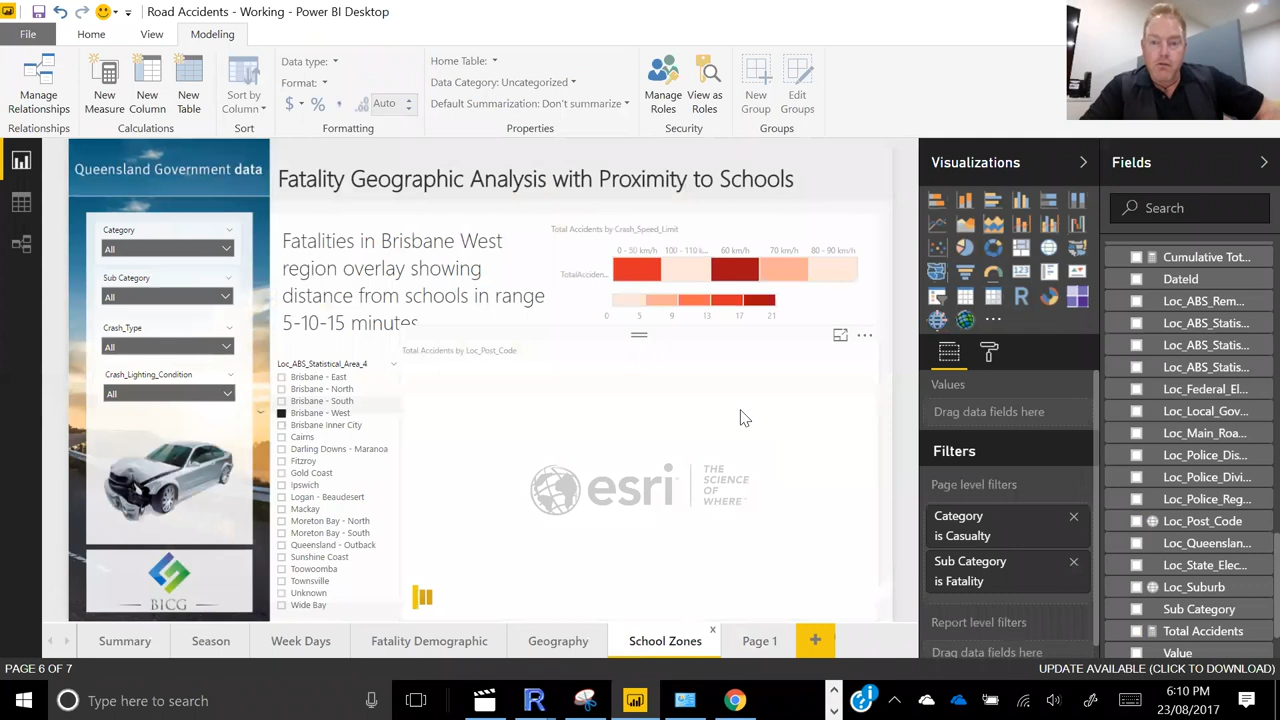 Road Accidents - Working - Power BI Desktop
File
Home
View
Modeling
Manage
Relationships
New
Measure
New
Column
New
Table
Sort by
Column
Data type:
Format:
$
%
,
Auto
Home Table:
Data Category: Uncategorized
Default Summarization: Don't summarize
Manage
Roles
View as
Roles
New
Group
Edit
Groups
Relationships
Calculations
Sort
Formatting
Properties
Security
Groups
Queensland Government data
Category
All
Sub Category
All
Crash_Type
All
Crash_Lighting_Condition
All
BICG
Fatality Geographic Analysis with Proximity to Schools
Fatalities in Brisbane West
region overlay showing
distance from schools in range
5-10-15 minutes
Total Accidents by Crash_Speed_Limit
0 - 50 km/h
100 - 110 k...
60 km/h
70 km/h
80 - 90 km/h
TotalAcciden...
0
5
9
13
17
21
Loc_ABS_Statistical_Area_4
Brisbane - East
Brisbane - North
Brisbane - South
Brisbane - West
Brisbane Inner City
Cairns
Darling Downs - Maranoa
Fitzroy
Gold Coast
Ipswich
Logan - Beaudesert
Mackay
Moreton Bay - North
Moreton Bay - South
Queensland - Outback
Sunshine Coast
Toowoomba
Townsville
Unknown
Wide Bay
Total Accidents by Loc_Post_Code
esri
THE
SCIENCE
OF
WHERE
Visualizations
Values
Drag data fields here
Filters
Page level filters
Category
is Casualty
Sub Category
is Fatality
Report level filters
Drag data fields here
Fields
Search
Cumulative Tot...
DateId
Loc_ABS_Rem...
Loc_ABS_Statis...
Loc_ABS_Statis...
Loc_ABS_Statis...
Loc_Federal_El...
Loc_Local_Gov...
Loc_Main_Roa...
Loc_Police_Dis...
Loc_Police_Divi...
Loc_Police_Reg...
Loc_Post_Code
Loc_Queenslan...
Loc_State_Elec...
Loc_Suburb
Sub Category
Total Accidents
Value
Summary
Season
Week Days
Fatality Demographic
Geography
School Zones
x
Page 1
+
PAGE 6 OF 7
UPDATE AVAILABLE (CLICK TO DOWNLOAD)
Type here to search
6:10 PM
23/08/2017